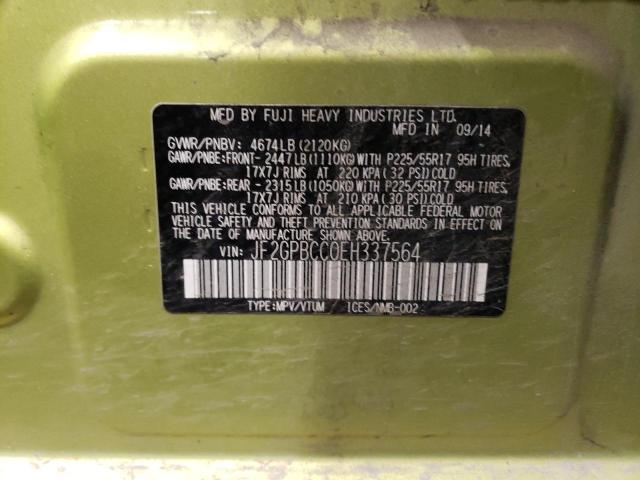 MFD BY FUJI HEAVY INDUSTRIES LTD.
MFD IN 09/14
GVWR/PNBV: 4674LB(2120KG)
GAWR/PNBE:FRONT-2447LB(1110KG)WITH P225/55R17 95H TIRES,
17X7J RIMS AT 220 KPA(32 PSI)COLD
GAWR/PNBE:REAR -2315LB(1050KG)WITH P225/55R17 95H TIRES,
17X7J RIMS AT 210 KPA(30 PSI)COLD
THIS VEHICLE CONFORMS TO ALL APPLICABLE FEDERAL MOTOR
VEHICLE SAFETY AND THEFT PREVENTION STANDARDS IN EFFECT
ON THE DATE OF MANUFACTURE SHOWN ABOVE.
VIN: JF2GPBCC0EH337564
TYPE:MPV/VTUM ICES/NMB-002